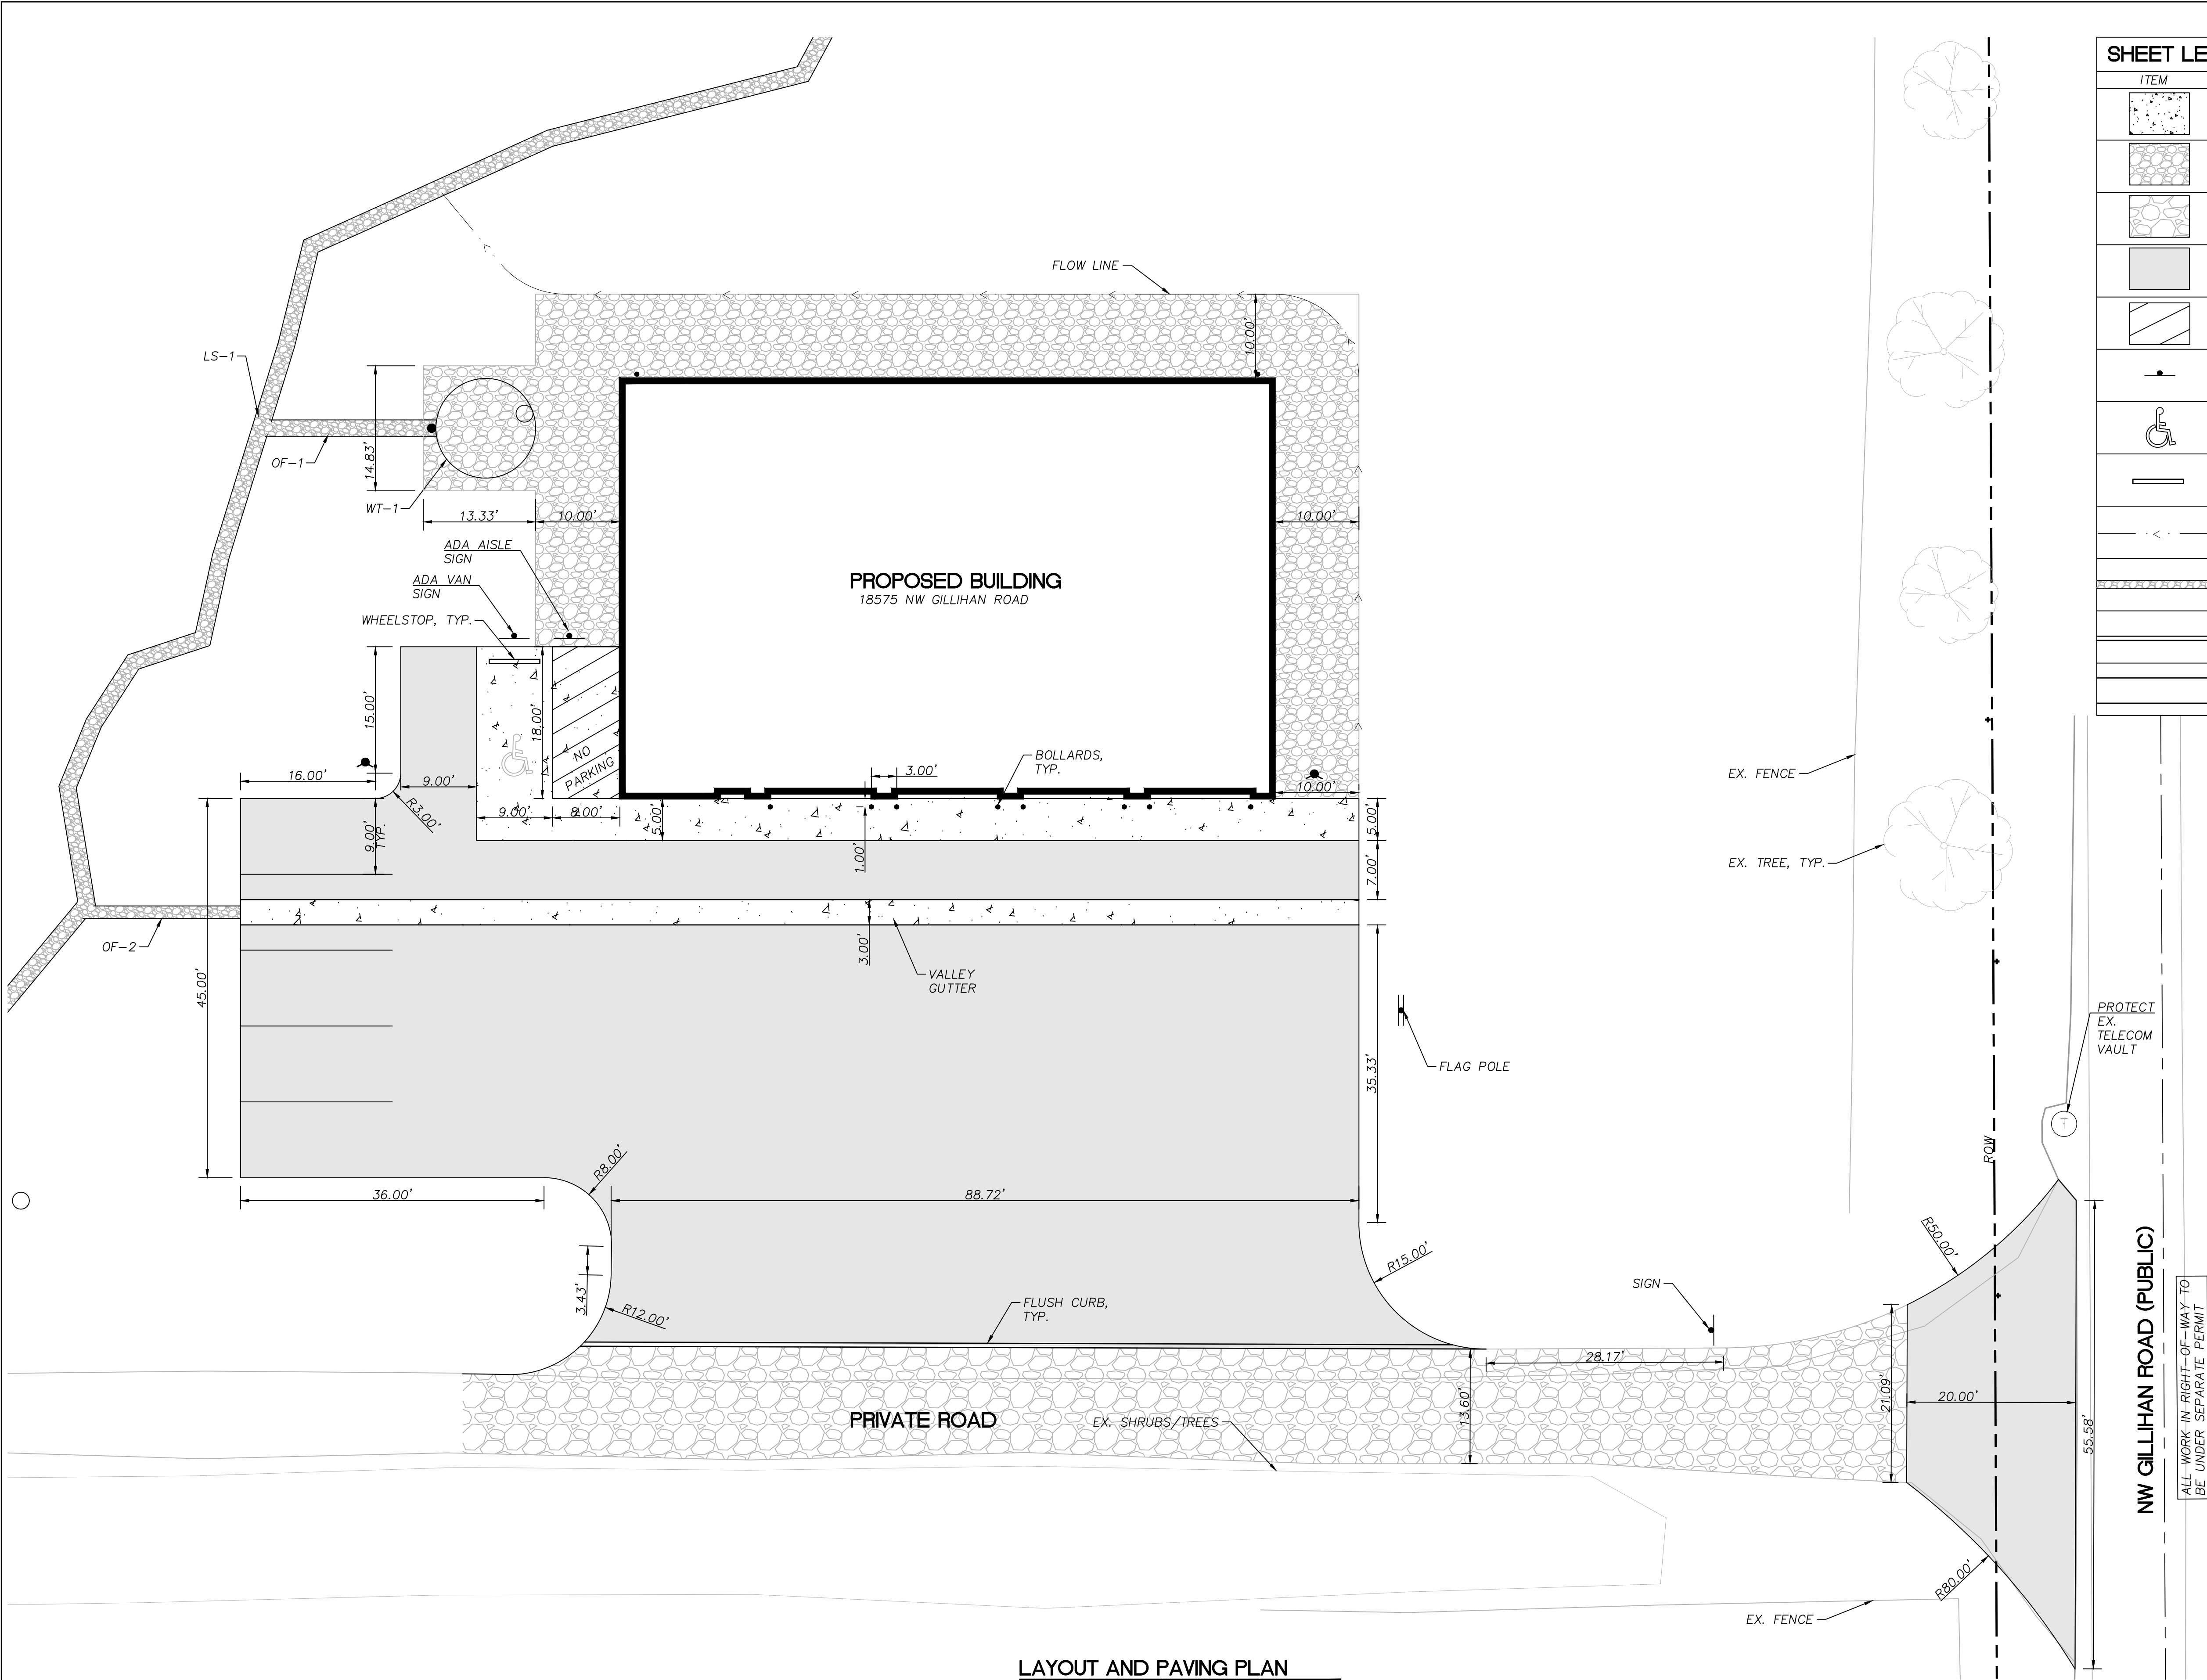 SHEET LE
ITEM
FLOW LINE
10.00'
LS-1
OF-1
14.83'
WT-1
13.33'
10.00'
10.00'
ADA AISLE
SIGN
ADA VAN
SIGN
WHEELSTOP, TYP.
PROPOSED BUILDING
18575 NW GILLIHAN ROAD
15.00'
18.00'
NO
PARKING
BOLLARDS,
TYP.
3.00'
16.00'
9.00'
R3.00'
10.00'
9.00'
TYP.
9.00'
8.00'
5.00'
1.00'
5.00'
7.00'
EX. FENCE
EX. TREE, TYP.
OF-2
45.00'
3.00'
VALLEY
GUTTER
FLAG POLE
35.33'
PROTECT
EX.
TELECOM
VAULT
T
ROW
36.00'
R8.00'
88.72'
3.43'
R12.00'
FLUSH CURB,
TYP.
R15.00'
SIGN
R50.00'
28.17'
13.60'
21.09'
20.00'
55.58'
PRIVATE ROAD
EX. SHRUBS/TREES
NW GILLIHAN ROAD (PUBLIC)
ALL WORK IN RIGHT-OF-WAY TO
BE UNDER SEPARATE PERMIT
R80.00'
EX. FENCE
LAYOUT AND PAVING PLAN